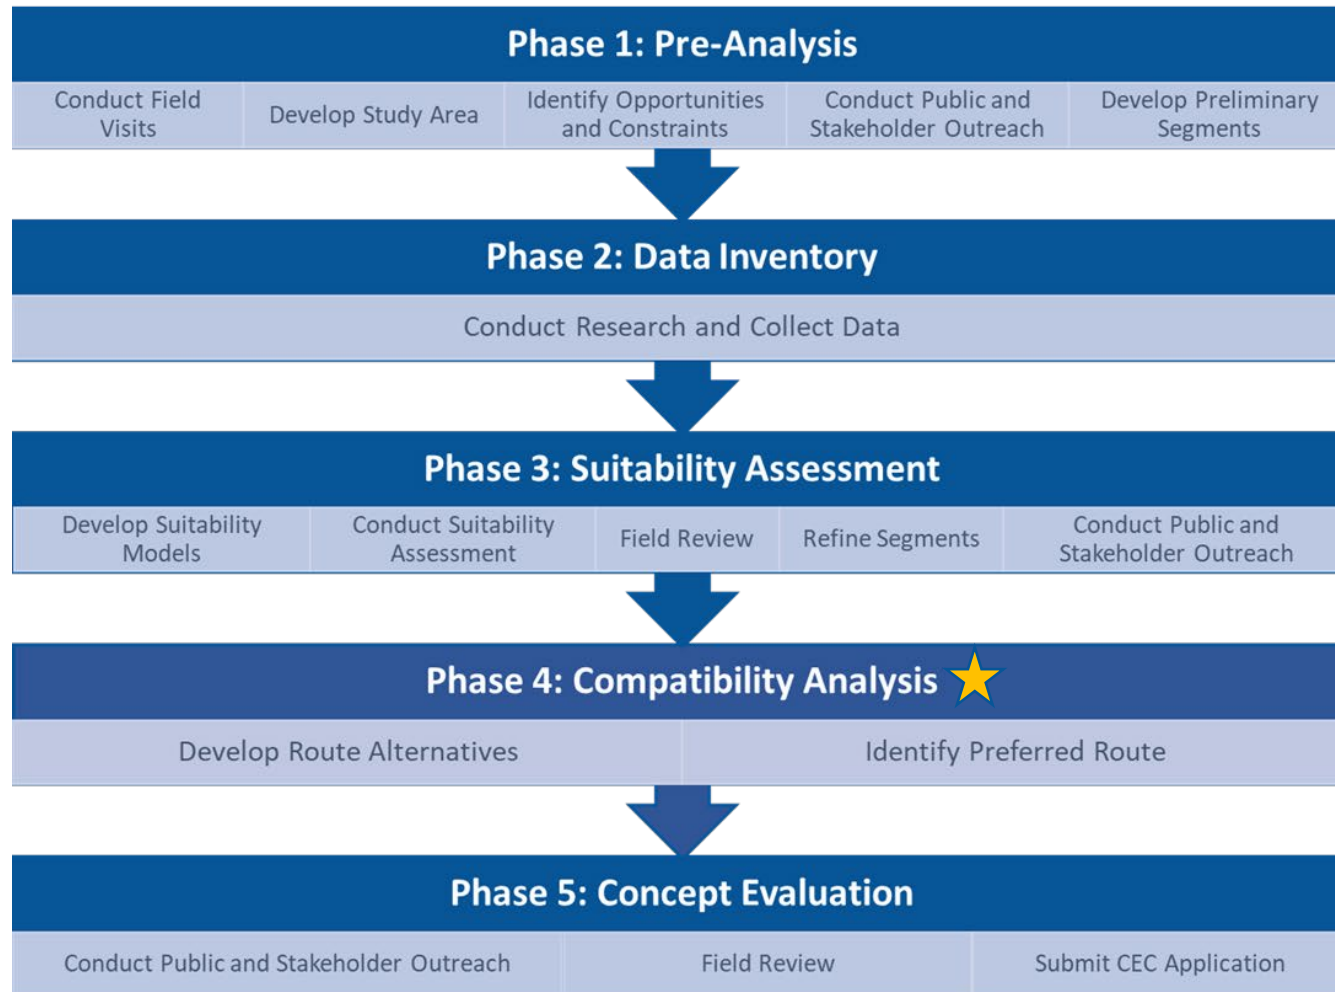 Phase 1: Pre-Analysis
Conduct Field
Visits
Develop Study Area
Identify Opportunities
and Constraints
Conduct Public and
Stakeholder Outreach
Develop Preliminary
Segments
Phase 2: Data Inventory
Conduct Research and Collect Data
Phase 3: Suitability Assessment
Develop Suitability
Models
Conduct Suitability
Assessment
Field Review
Refine Segments
Conduct Public and
Stakeholder Outreach
Phase 4: Compatibility Analysis
Develop Route Alternatives
Identify Preferred Route
Phase 5: Concept Evaluation
Conduct Public and Stakeholder Outreach
Field Review
Submit CEC Application